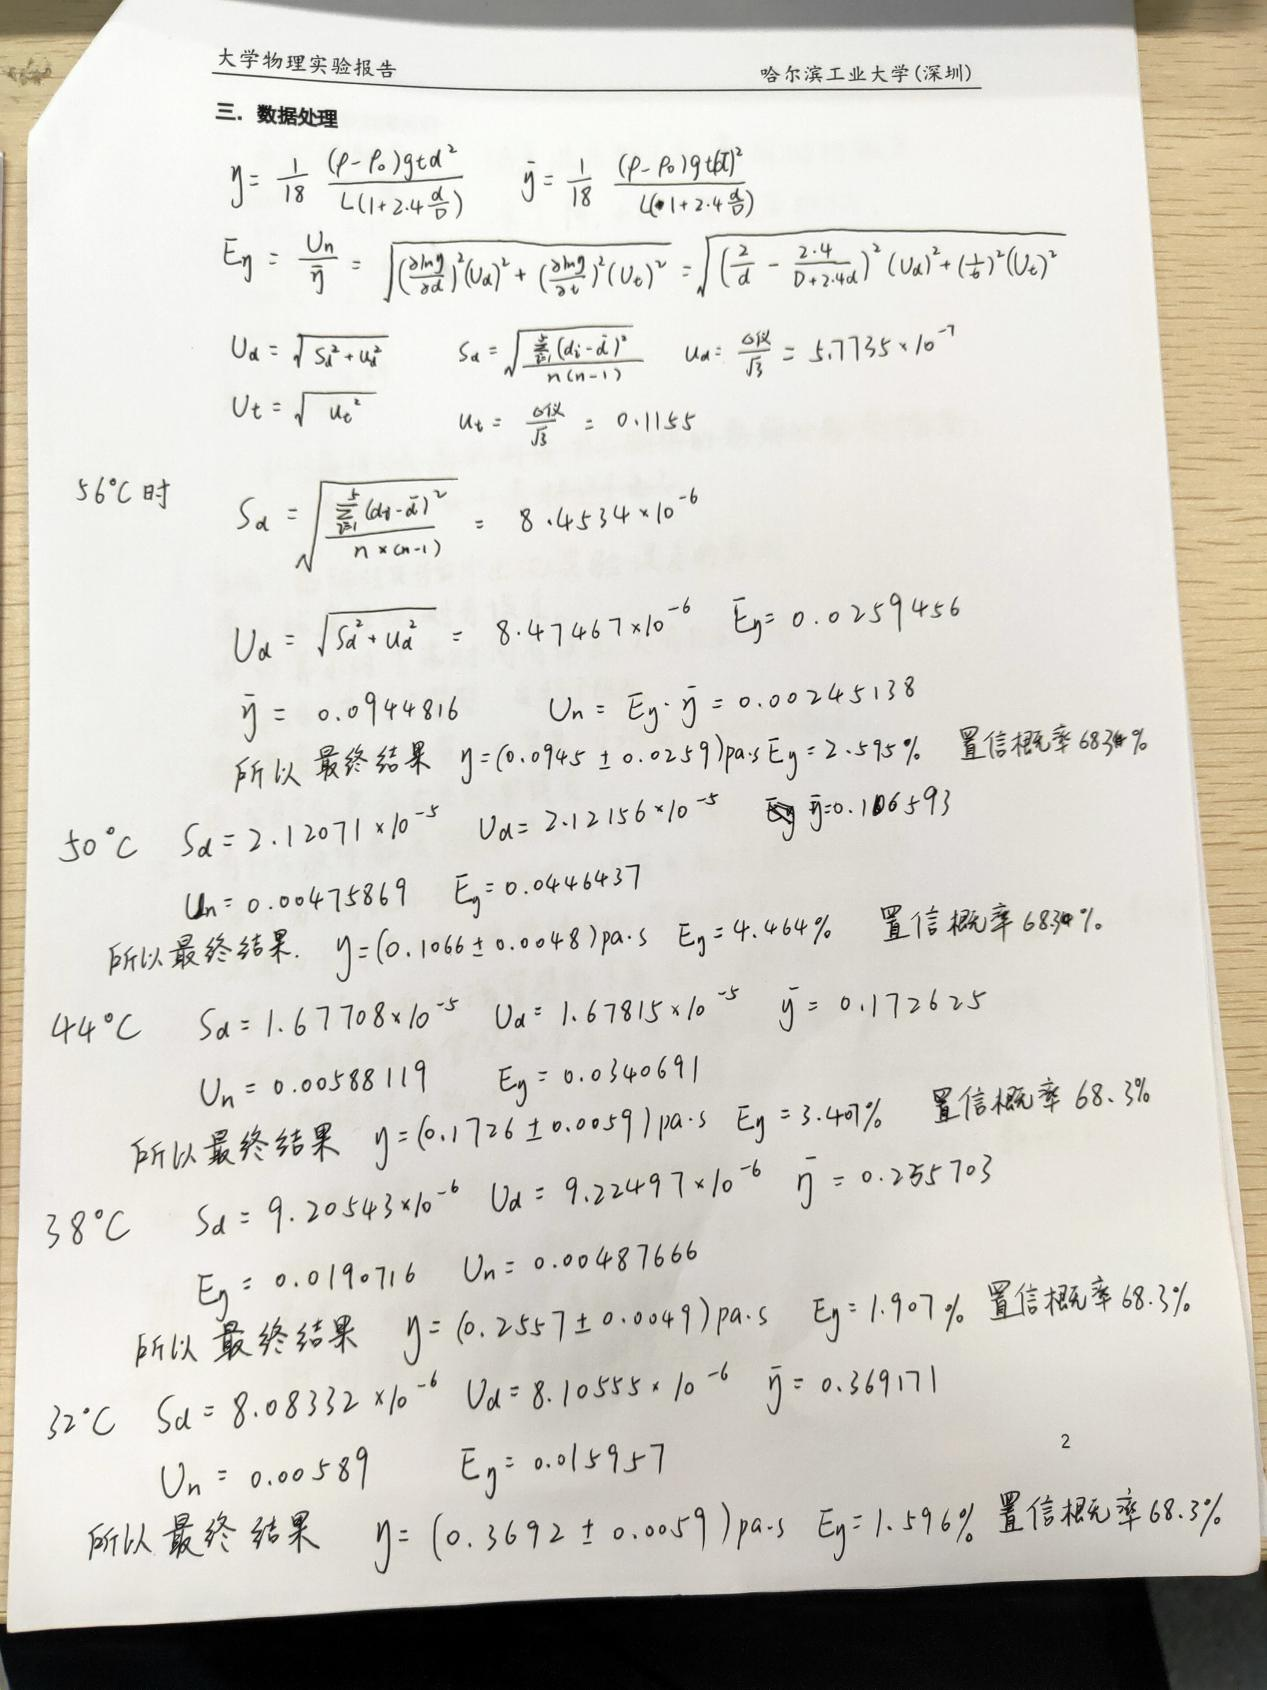 大学物理实验报告 哈尔滨工业大学(深圳)
三. 数据处理
η = 1/18 (ρ-ρ₀)gtd²/L(1+2.4 d/D) η̄ = 1/18 (ρ-ρ₀)gt(d̄)²/L(1+2.4 d/D)
Eη = Uη/η̄ = √((∂lnη/∂d)²(Ud)² + (∂lnη/∂t)²(Ut)²) = √((2/d - 2.4/(D+2.4d))²(Ud)² + (1/t)²(Ut)²)
Ud = √(Sd²+ud²) Sd = √(Σ(di-d̄)²/n(n-1)) ud = Δ仪/√3 = 5.7735×10⁻⁷
Ut = √(ut²) ut = Δ仪/√3 = 0.1155
56°C时 Sd = √(Σ(di-d̄)²/n×(n-1)) = 8.4534×10⁻⁶
Ud = √(Sd²+ud²) = 8.47467×10⁻⁶ Eη = 0.0259456
η̄ = 0.0944816 Uη = Eη·η̄ = 0.00245138
所以最终结果 η=(0.0945±0.0259)pa·s Eη=2.595% 置信概率 68.3%
50°C Sd=2.12071×10⁻⁵ Ud=2.12156×10⁻⁵ η̄=0.106593
Uη=0.00475869 Eη=0.0446437
所以最终结果. η=(0.1066±0.0048)pa·s Eη=4.464% 置信概率 68.3%
44°C Sd=1.67708×10⁻⁵ Ud=1.67815×10⁻⁵ η̄=0.172625
Uη=0.00588119 Eη=0.0340691
所以最终结果 η=(0.1726±0.0059)pa·s Eη=3.407% 置信概率 68.3%
38°C Sd=9.20543×10⁻⁶ Ud=9.22497×10⁻⁶ η̄=0.255703
Eη=0.0190716 Uη=0.00487666
所以最终结果 η=(0.2557±0.0049)pa·s Eη=1.907% 置信概率 68.3%
32°C Sd=8.08332×10⁻⁶ Ud=8.10555×10⁻⁶ η̄=0.369171
Uη=0.00589 Eη=0.015957
所以最终结果 η=(0.3692±0.0059)pa·s Eη=1.596% 置信概率 68.3%
2